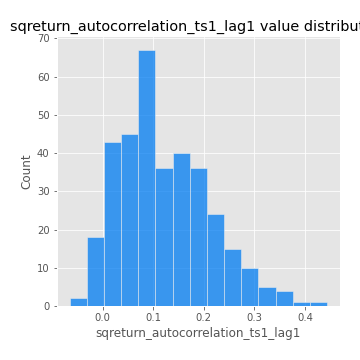 sqreturn_autocorrelation_ts1_lag1 value distribut
70
60
50
40
30
20
10
0
Count
0.0 0.1 0.2 0.3 0.4
sqreturn_autocorrelation_ts1_lag1